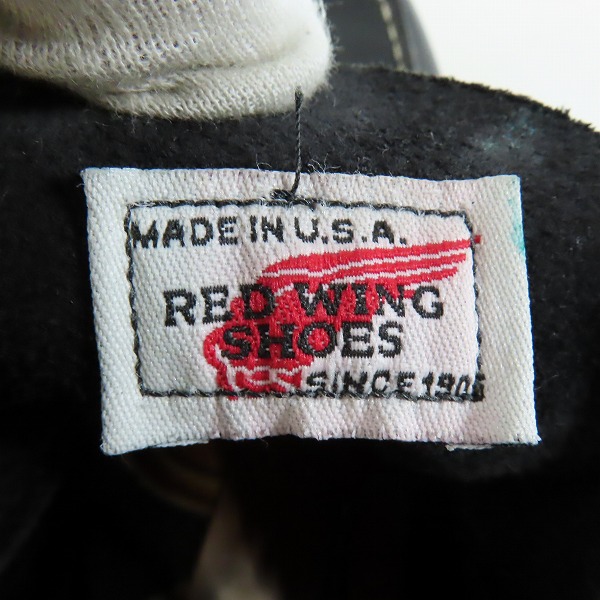 MADE IN U.S.A.
RED WING
SHOES
SINCE 1905